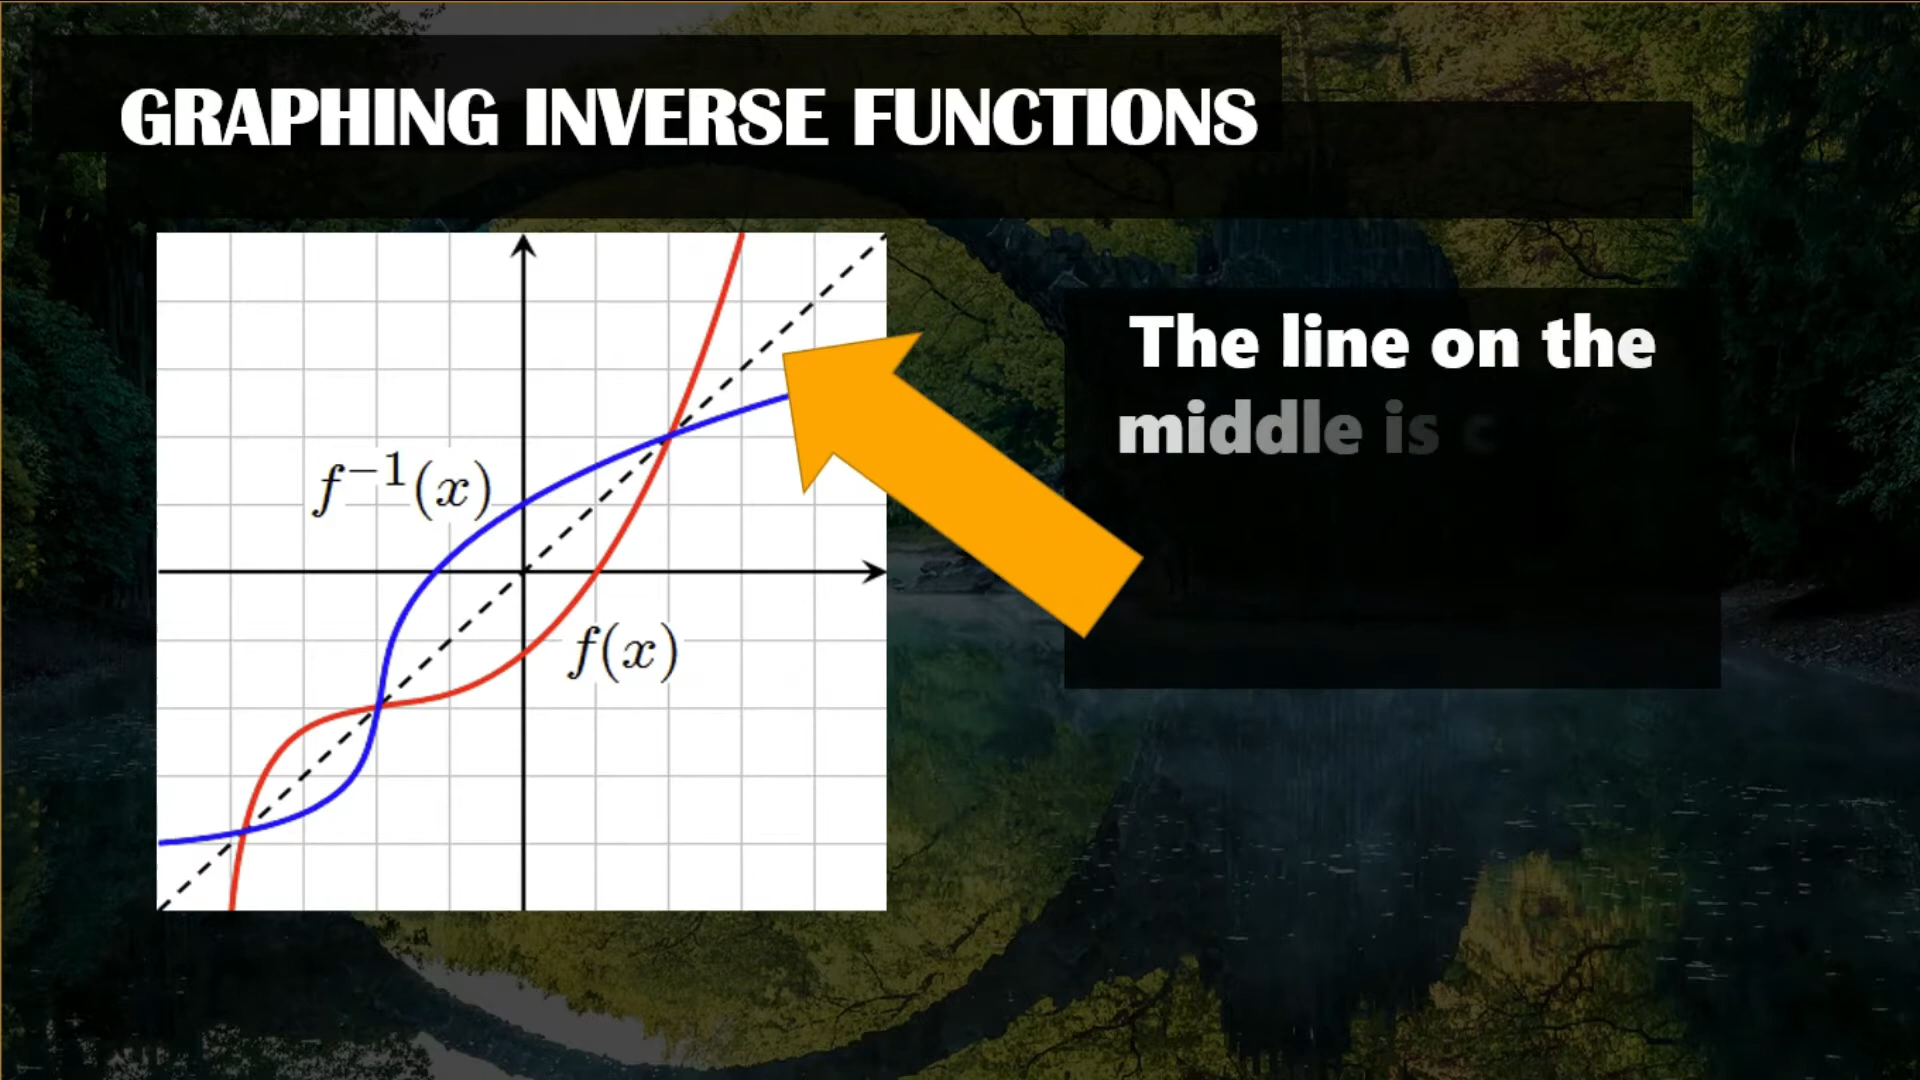 GRAPHING INVERSE FUNCTIONS
f⁻¹(x)
f(x)
The line on the
middle is c